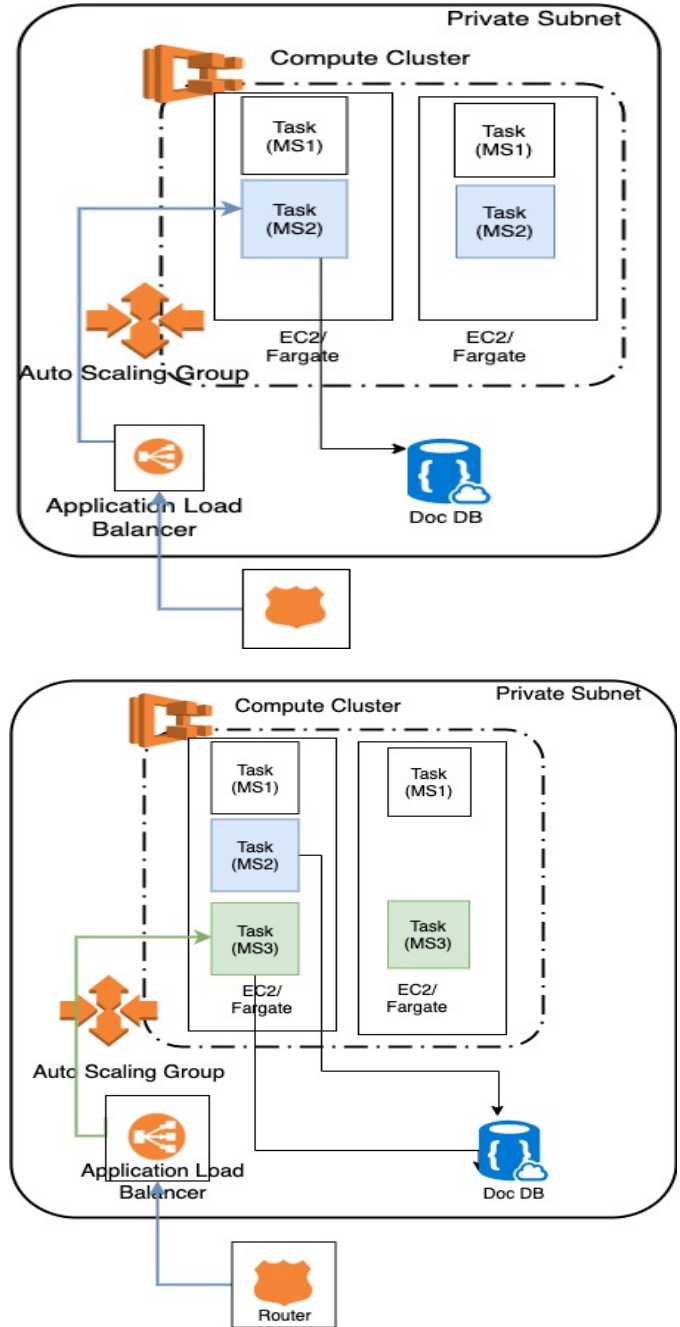 Private Subnet
Compute Cluster
Task
(MS1)
Task
(MS1)
Task
(MS2)
Task
(MS2)
EC2/
Fargate
EC2/
Fargate
Auto Scaling Group
Application Load
Balancer
Doc DB
Private Subnet
Compute Cluster
Task
(MS1)
Task
(MS1)
Task
(MS2)
Task
(MS3)
Task
(MS3)
EC2/
Fargate
EC2/
Fargate
Auto Scaling Group
Application Load
Balancer
Doc DB
Router